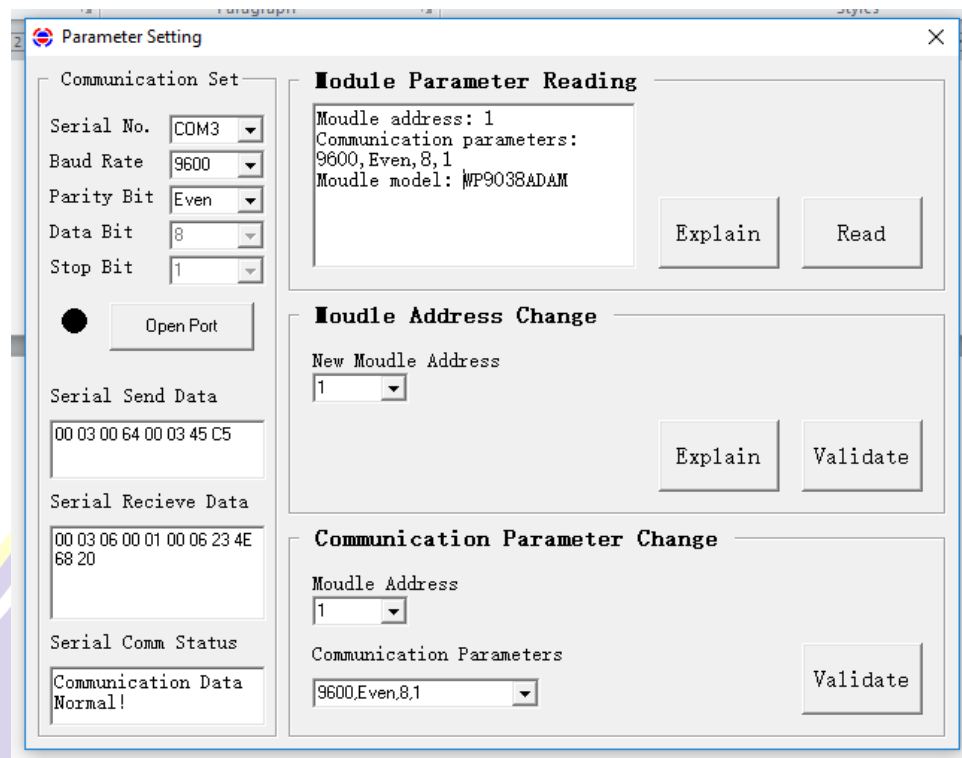 Paragraph
Styles
2
Parameter Setting
Communication Set
Serial No. COM3
Baud Rate 9600
Parity Bit Even
Data Bit 8
Stop Bit 1
Open Port
Serial Send Data
00 03 00 64 00 03 45 C5
Serial Recieve Data
00 03 06 00 01 00 06 23 4E
68 20
Serial Comm Status
Communication Data
Normal!
Module Parameter Reading
Moudle address: 1
Communication parameters:
9600,Even,8,1
Moudle model: WP9038ADAM
Explain
Read
Moudle Address Change
New Moudle Address
1
Explain
Validate
Communication Parameter Change
Moudle Address
1
Communication Parameters
9600,Even,8,1
Validate